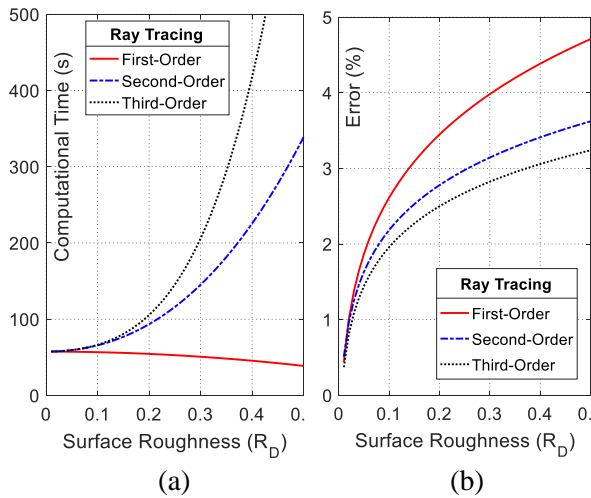 500
400
300
200
100
0
Computational Time (s)
Ray Tracing
First-Order
Second-Order
Third-Order
0 0.1 0.2 0.3 0.4 0.
Surface Roughness (R_D)
(a)
5
4
3
2
1
0
Error (%)
Ray Tracing
First-Order
Second-Order
Third-Order
0 0.1 0.2 0.3 0.4 0.
Surface Roughness (R_D)
(b)